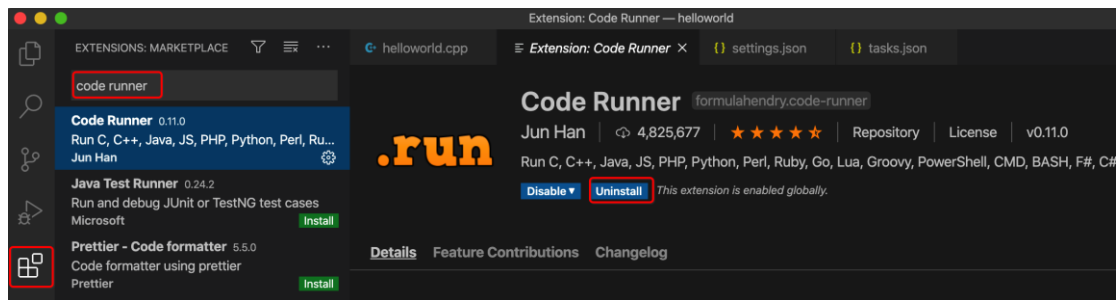 Extension: Code Runner — helloworld
EXTENSIONS: MARKETPLACE
code runner
Code Runner 0.11.0
Run C, C++, Java, JS, PHP, Python, Perl, Ru...
Jun Han
Java Test Runner 0.24.2
Run and debug JUnit or TestNG test cases
Microsoft Install
Prettier - Code formatter 5.5.0
Code formatter using prettier
Prettier Install
helloworld.cpp Extension: Code Runner settings.json tasks.json
.run
Code Runner formulahendry.code-runner
Jun Han 4,825,677 Repository License v0.11.0
Run C, C++, Java, JS, PHP, Python, Perl, Ruby, Go, Lua, Groovy, PowerShell, CMD, BASH, F#, C#
Disable Uninstall This extension is enabled globally.
Details Feature Contributions Changelog